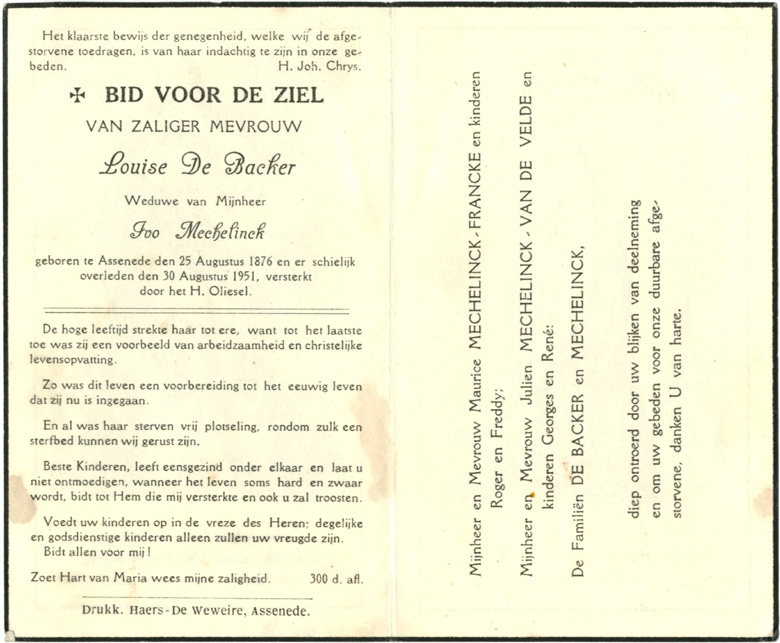 Het klaarste bewijs der genegenheid, welke wij de afge-
storvene toedragen, is van haar indachtig te zijn in onze ge-
beden. H. Joh. Chrys.
✠ BID VOOR DE ZIEL
VAN ZALIGER MEVROUW
Louise De Backer
Weduwe van Mijnheer
Ivo Mechelinck
geboren te Assenede den 25 Augustus 1876 en er schielijk
overleden den 30 Augustus 1951, versterkt
door het H. Oliesel.
De hoge leeftijd strekte haar tot ere, want tot het laatste
toe was zij een voorbeeld van arbeidzaamheid en christelijke
levensopvatting.
Zo was dit leven een voorbereiding tot het eeuwig leven
dat zij nu is ingegaan.
En al was haar sterven vrij plotseling, rondom zulk een
sterfbed kunnen wij gerust zijn.
Beste Kinderen, leeft eensgezind onder elkaar en laat u
niet ontmoedigen, wanneer het leven soms hard en zwaar
wordt, bidt tot Hem die mij versterkte en ook u zal troosten.
Voedt uw kinderen op in de vreze des Heren; degelijke
en godsdienstige kinderen alleen zullen uw vreugde zijn.
Bidt allen voor mij!
Zoet Hart van Maria wees mijne zaligheid. 300 d. afl.
Drukk. Haers-De Weweire, Assenede.
Mijnheer en Mevrouw Maurice MECHELINCK-FRANCKE en kinderen
Roger en Freddy;
Mijnheer en Mevrouw Julien MECHELINCK-VAN DE VELDE en
kinderen Georges en René:
De Familiën DE BACKER en MECHELINCK,
diep ontroerd door uw blijken van deelneming
en om uw gebeden voor onze duurbare afge-
storvene, danken U van harte.